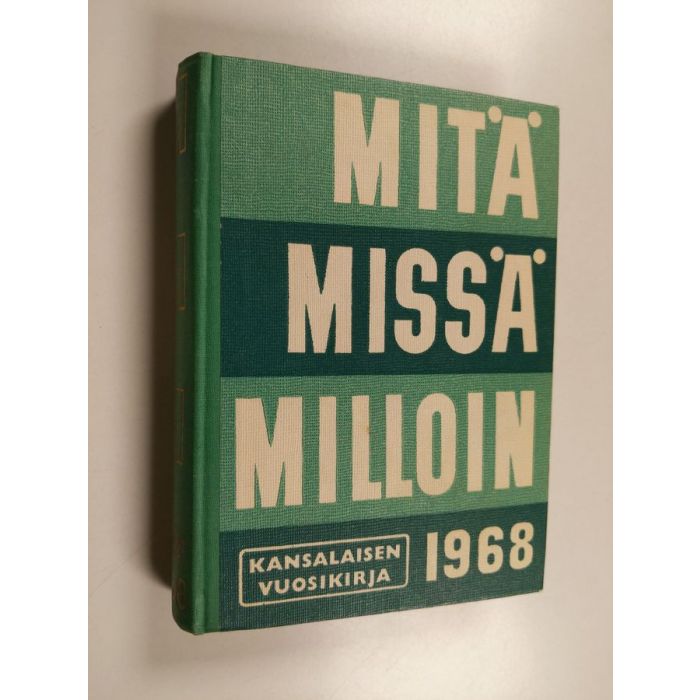 MITÄ
MISSÄ
MILLOIN
KANSALAISEN
VUOSIKIRJA
1968